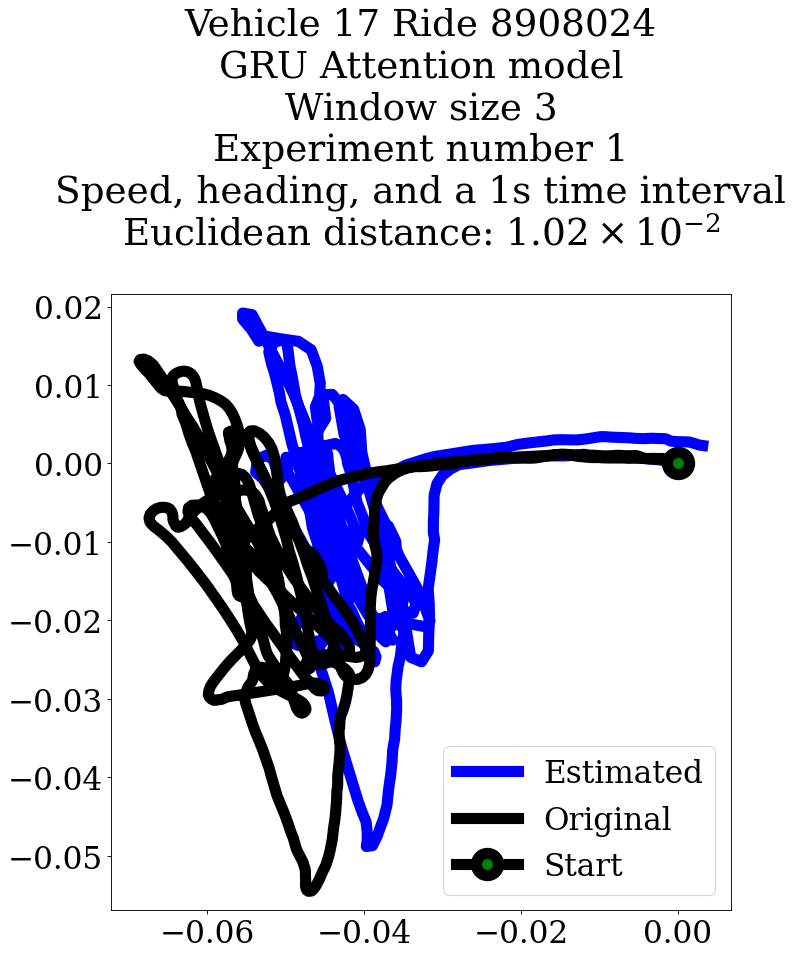 Vehicle 17 Ride 8908024
GRU Attention model
Window size 3
Experiment number 1
Speed, heading, and a 1s time interval
Euclidean distance: 1.02 × 10⁻²
0.02
0.01
0.00
−0.01
−0.02
−0.03
−0.04
−0.05
Estimated
Original
Start
−0.06
−0.04
−0.02
0.00